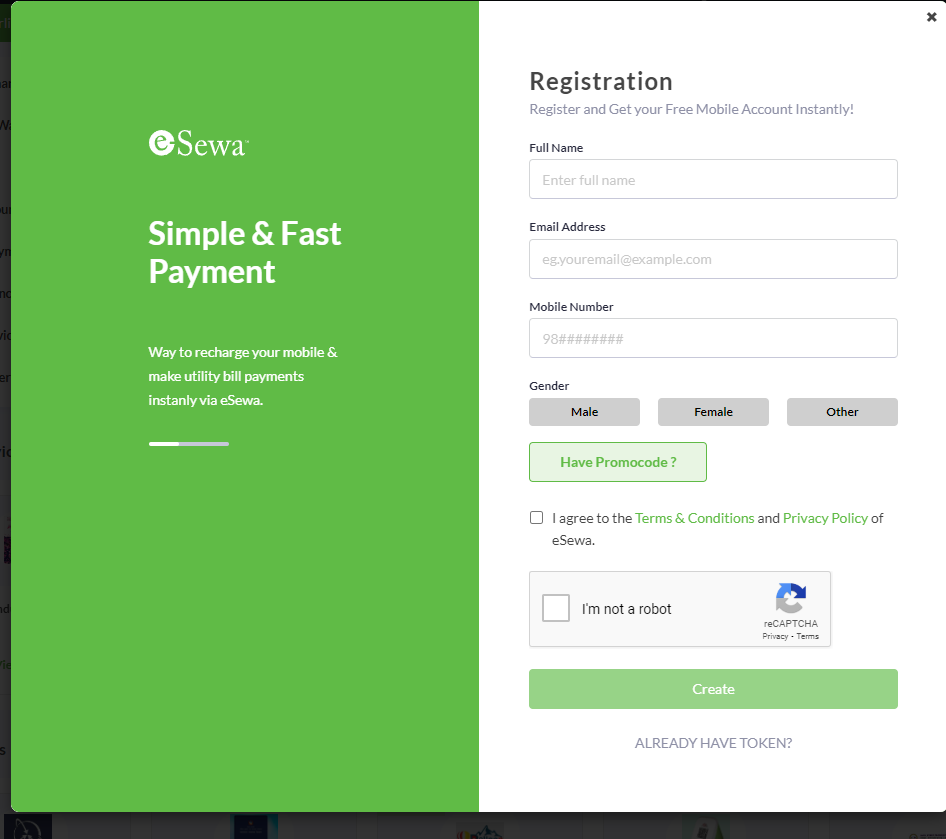 eSewa
Simple & Fast
Payment
Way to recharge your mobile &
make utility bill payments
instanly via eSewa.
Registration
Register and Get your Free Mobile Account Instantly!
Full Name
Enter full name
Email Address
eg.youremail@example.com
Mobile Number
98########
Gender
Male Female Other
Have Promocode ?
I agree to the Terms & Conditions and Privacy Policy of
eSewa.
I'm not a robot
reCAPTCHA
Privacy - Terms
Create
ALREADY HAVE TOKEN?